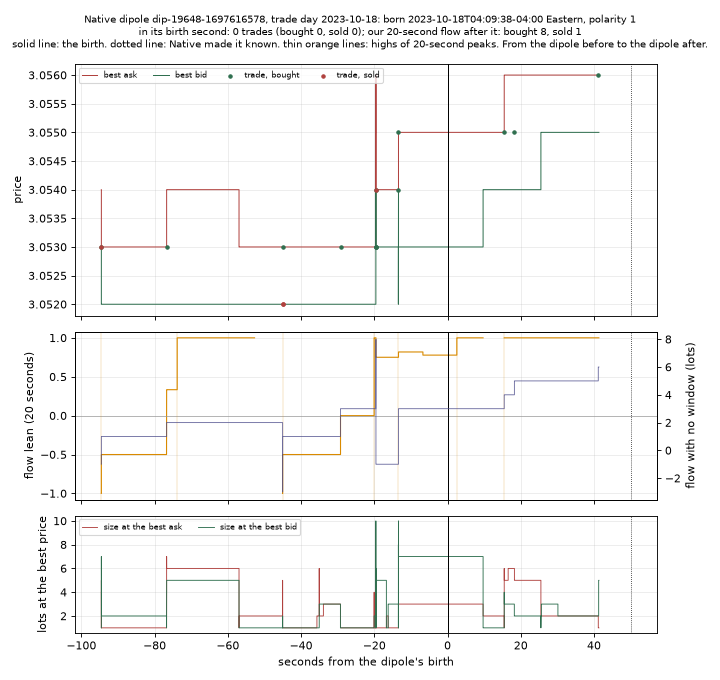 Native dipole dip-19648-1697616578, trade day 2023-10-18: born 2023-10-18T04:09:38-04:00 Eastern, polarity 1
in its birth second: 0 trades (bought 0, sold 0); our 20-second flow after it: bought 8, sold 1
solid line: the birth. dotted line: Native made it known. thin orange lines: highs of 20-second peaks. From the dipole before to the dipole after.
best ask best bid trade, bought trade, sold
3.0560
3.0555
3.0550
3.0545
3.0540
3.0535
3.0530
3.0525
3.0520
price
1.0
0.5
0.0
−0.5
−1.0
flow lean (20 seconds)
8
6
4
2
0
−2
flow with no window (lots)
size at the best ask size at the best bid
10
8
6
4
2
lots at the best price
−100 −80 −60 −40 −20 0 20 40
seconds from the dipole's birth